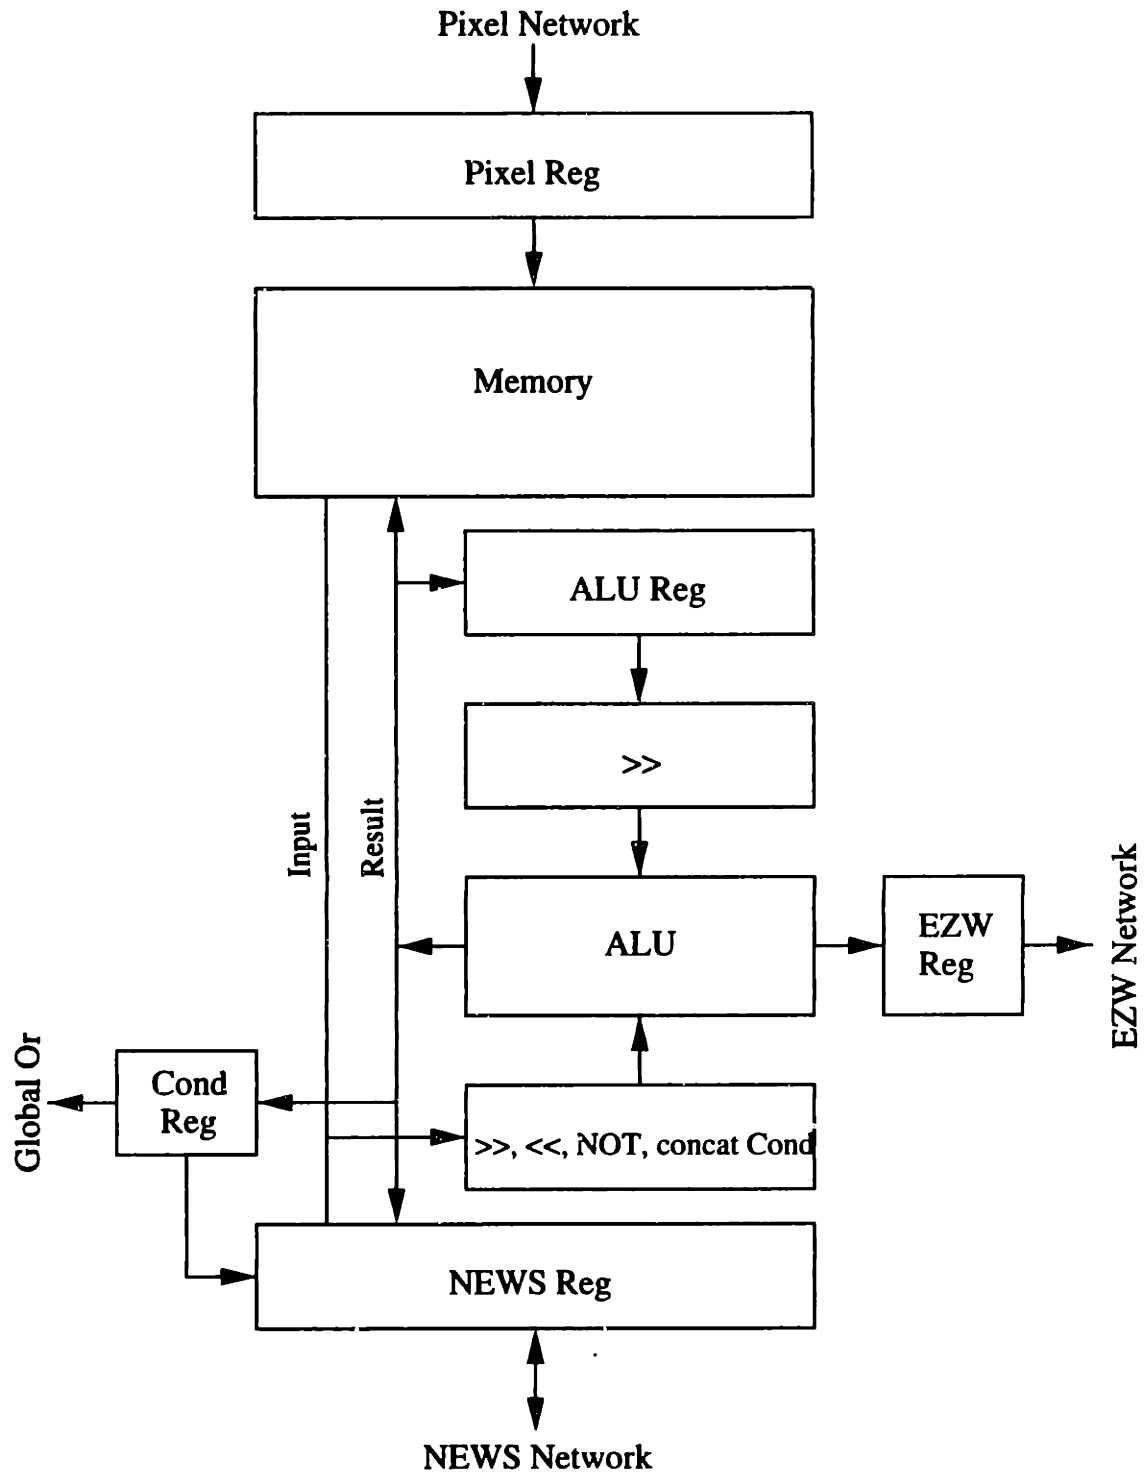 Pixel Network
Pixel Reg
Memory
ALU Reg
>>
Input
Result
ALU
EZW
Reg
EZW Network
Global Or
Cond
Reg
>>, <<, NOT, concat Cond
NEWS Reg
NEWS Network